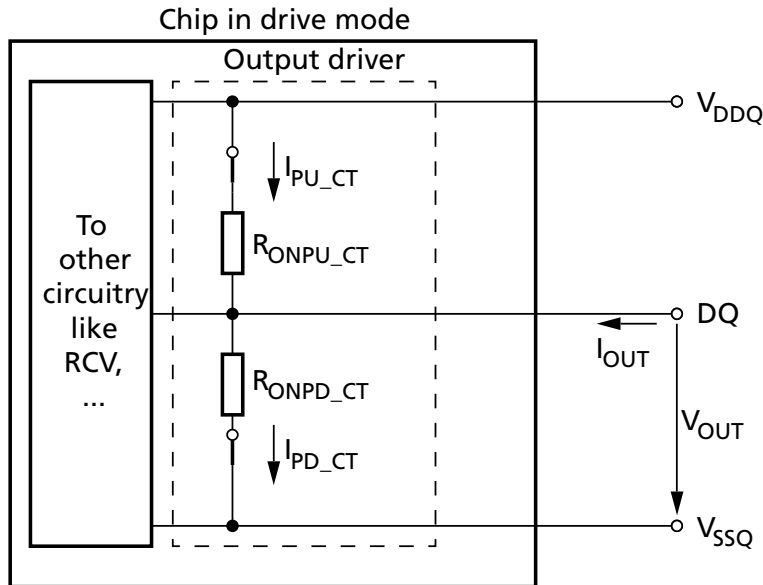 Chip in drive mode
Output driver
V_DDQ
I_PU_CT
To
other
circuitry
like
RCV,
...
R_ONPU_CT
DQ
I_OUT
R_ONPD_CT
V_OUT
I_PD_CT
V_SSQ